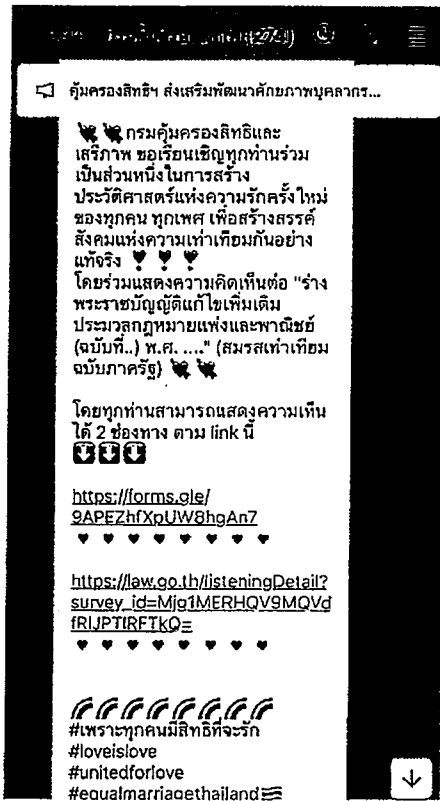 คุ้มครองสิทธิฯ ส่งเสริมพัฒนาศักยภาพบุคลากร...
💘 💘 กรมคุ้มครองสิทธิและ
เสรีภาพ ขอเรียนเชิญทุกท่านร่วม
เป็นส่วนหนึ่งในการสร้าง
ประวัติศาสตร์แห่งความรักครั้งใหม่
ของทุกคน ทุกเพศ เพื่อสร้างสรรค์
สังคมแห่งความเท่าเทียมกันอย่าง
แท้จริง
โดยร่วมแสดงความคิดเห็นต่อ "ร่าง
พระราชบัญญัติแก้ไขเพิ่มเติม
ประมวลกฎหมายแพ่งและพาณิชย์
(ฉบับที่..) พ.ศ. ...." (สมรสเท่าเทียม
ฉบับภาครัฐ) 💘 💘
โดยทุกท่านสามารถแสดงความเห็น
ได้ 2 ช่องทาง ตาม link นี้
https://forms.gle/
9APEZhfXpUW8hgAn7
https://law.go.th/listeningDetail?
survey_id=Mjg1MERHQV9MQVd
fRlJPTlRFTkQ=
#เพราะทุกคนมีสิทธิที่จะรัก
#loveislove
#unitedforlove
#equalmarriagethailand